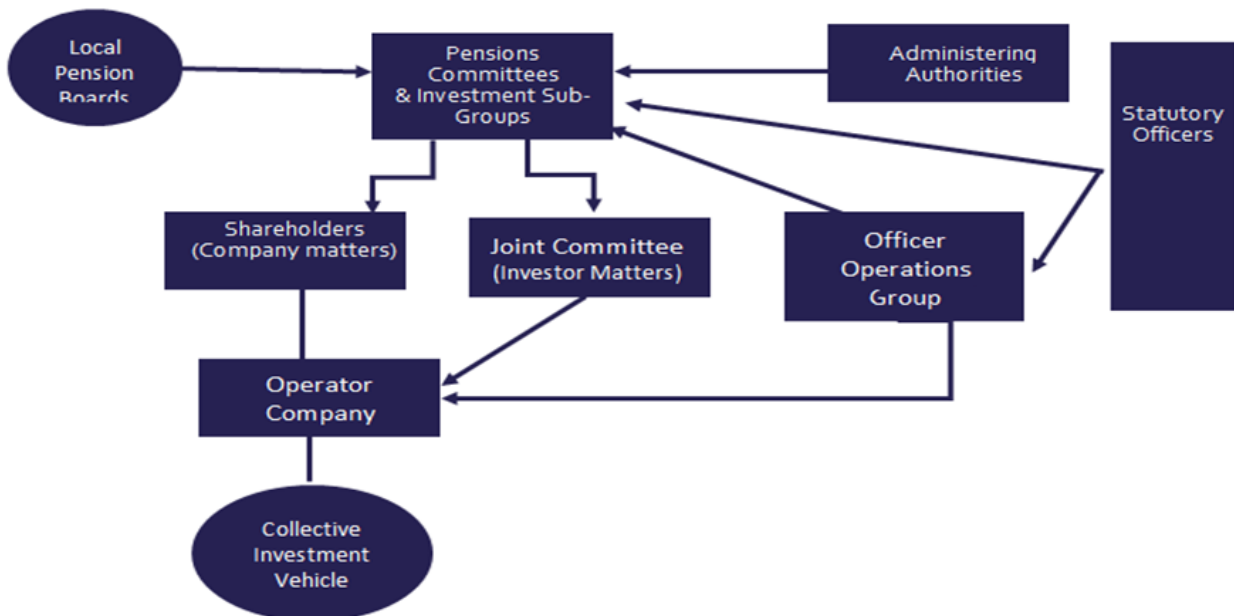 Local
Pension
Boards
Pensions
Committees
& Investment Sub-
Groups
Administering
Authorities
Statutory
Officers
Shareholders
(Company matters)
Joint Committee
(Investor Matters)
Officer
Operations
Group
Operator
Company
Collective
Investment
Vehicle